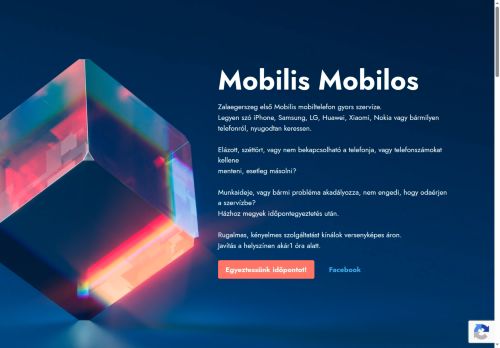 Mobilis Mobilos
Zalaegerszeg első Mobilis mobiltelefon gyors szervize.
Legyen szó iPhone, Samsung, LG, Huawei, Xiaomi, Nokia vagy bármilyen
telefonról, nyugodtan keressen.
Elázott, széttört, vagy nem bekapcsolható a telefonja, vagy telefonszámokat
kellene
menteni, esetleg másolni?
Munkaideje, vagy bármi probléma akadályozza, nem engedi, hogy odaérjen
a szervizbe?
Házhoz megyek időpontegyeztetés után.
Rugalmas, kényelmes szolgáltatást kínálok versenyképes áron.
Javítás a helyszínen akár1 óra alatt.
Egyeztessünk időpontot!
Facebook